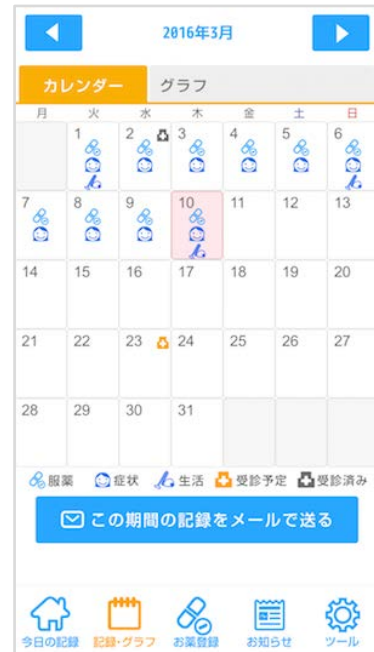 2016年3月
カレンダー グラフ
月 火 水 木 金 土 日
1 2 3 4 5 6
7 8 9 10 11 12 13
14 15 16 17 18 19 20
21 22 23 24 25 26 27
28 29 30 31
服薬 症状 生活 受診予定 受診済み
この期間の記録をメールで送る
今日の記録 記録・グラフ お薬登録 お知らせ ツール